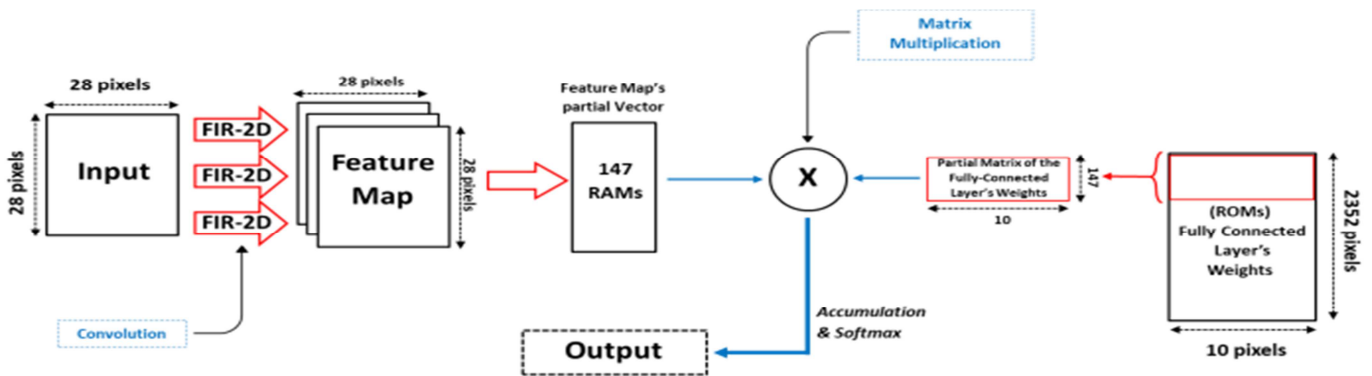 Matrix
Multiplication
28 pixels
28 pixels
Input
FIR-2D
FIR-2D
FIR-2D
Convolution
28 pixels
Feature
Map
28 pixels
Feature Map's
partial Vector
147
RAMs
X
Partial Matrix of the
Fully-Connected
Layer's Weights
147
10
(ROMs)
Fully Connected
Layer's
Weights
2352 pixels
10 pixels
Accumulation
& Softmax
Output